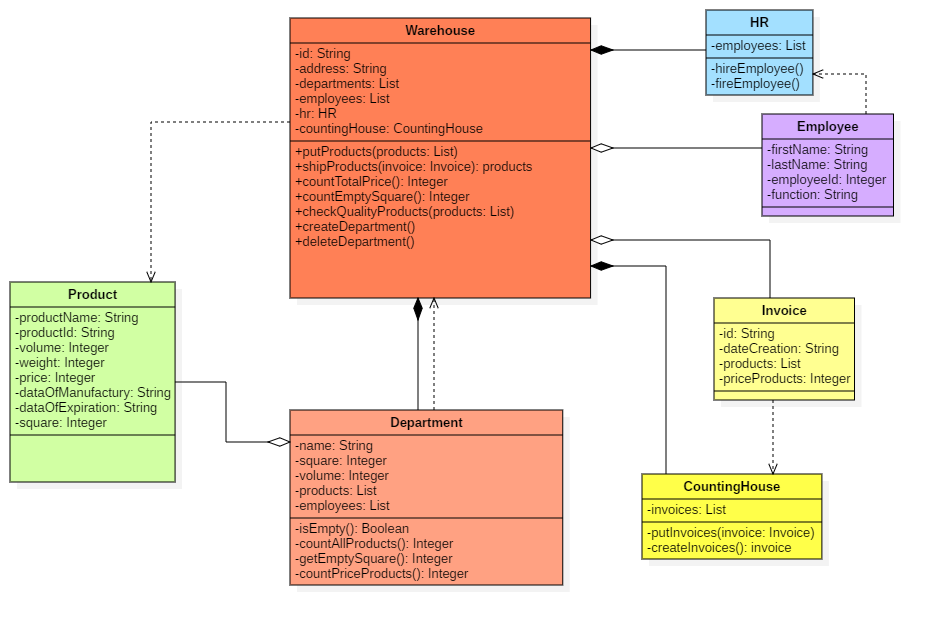 Warehouse
-id: String
-address: String
-departments: List
-employees: List
-hr: HR
-countingHouse: CountingHouse
+putProducts(products: List)
+shipProducts(invoice: Invoice): products
+countTotalPrice(): Integer
+countEmptySquare(): Integer
+checkQualityProducts(products: List)
+createDepartment()
+deleteDepartment()
HR
-employees: List
-hireEmployee()
-fireEmployee()
Employee
-firstName: String
-lastName: String
-employeeId: Integer
-function: String
Product
-productName: String
-productId: String
-volume: Integer
-weight: Integer
-price: Integer
-dataOfManufactury: String
-dataOfExpiration: String
-square: Integer
Invoice
-id: String
-dateCreation: String
-products: List
-priceProducts: Integer
Department
-name: String
-square: Integer
-volume: Integer
-products: List
-employees: List
-isEmpty(): Boolean
-countAllProducts(): Integer
-getEmptySquare(): Integer
-countPriceProducts(): Integer
CountingHouse
-invoices: List
-putInvoices(invoice: Invoice)
-createInvoices(): invoice